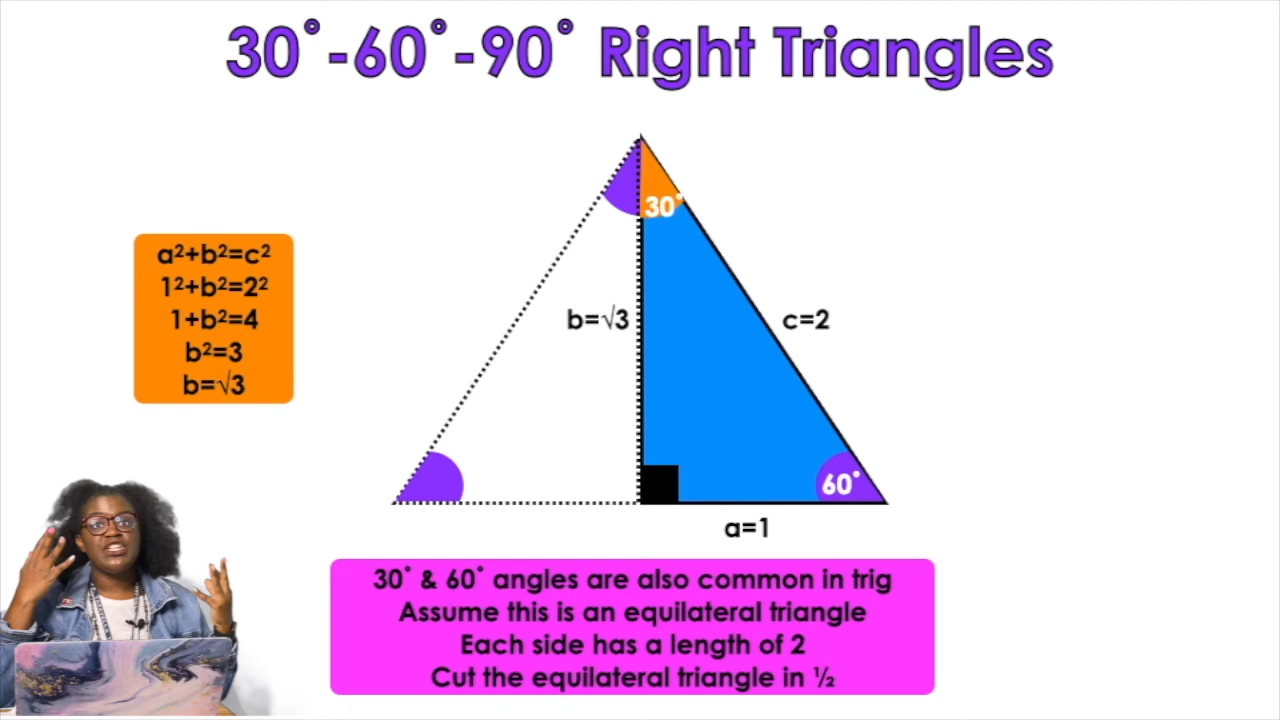 30˚-60˚-90˚ Right Triangles
30˚
a²+b²=c²
1²+b²=2²
1+b²=4
b²=3
b=√3
b=√3
c=2
60˚
a=1
30˚ & 60˚ angles are also common in trig
Assume this is an equilateral triangle
Each side has a length of 2
Cut the equilateral triangle in ½